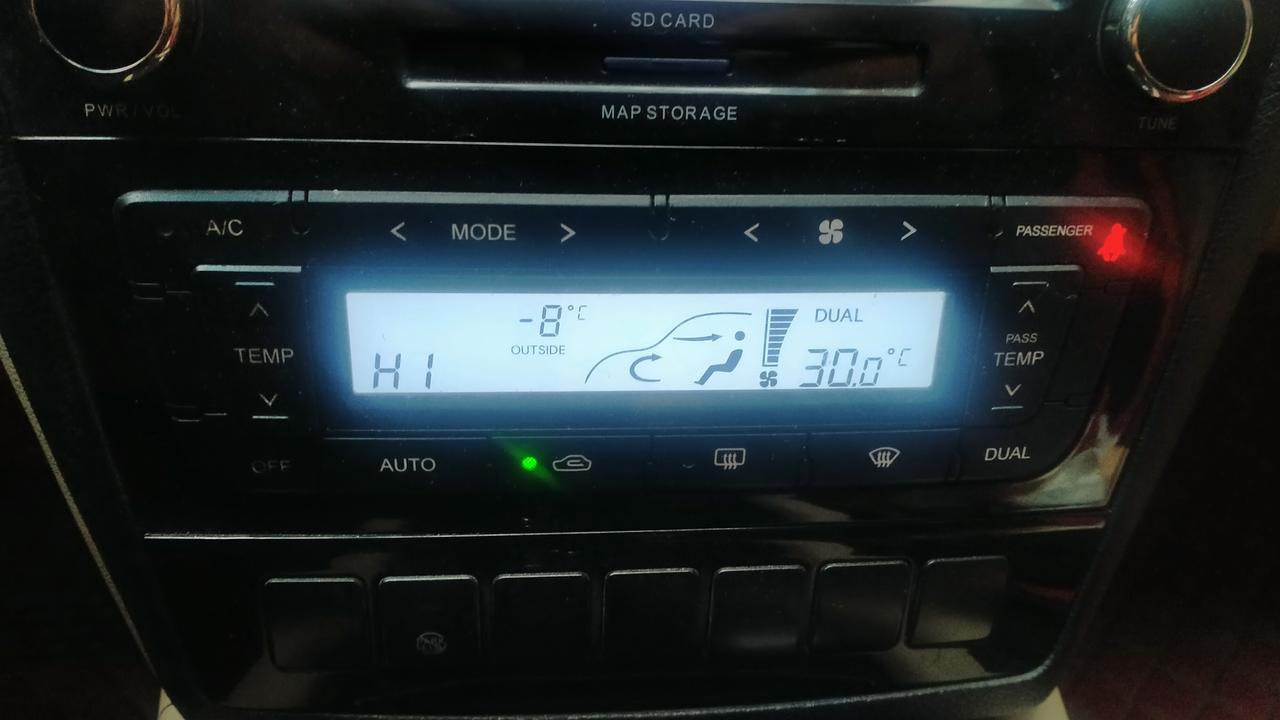 SD CARD
PWR / VOL
MAP STORAGE
TUNE
A/C
< MODE >
< >
PASSENGER
-8°C
OUTSIDE
DUAL
HI
30.0°C
TEMP
PASS
TEMP
OFF
AUTO
DUAL